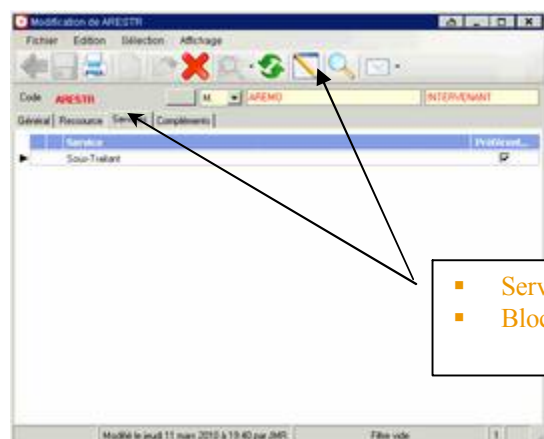 Modification de ARESTR
Fichier Edition Sélection Affichage
Code ARESTR M. AREMO INTERVENANT
Général Ressource Services Compléments
Service Préférent...
Sous-Traitant
Serv
Bloc
Modifié le jeudi 11 mars 2010 à 19:40 par JMR Filtre vide 1